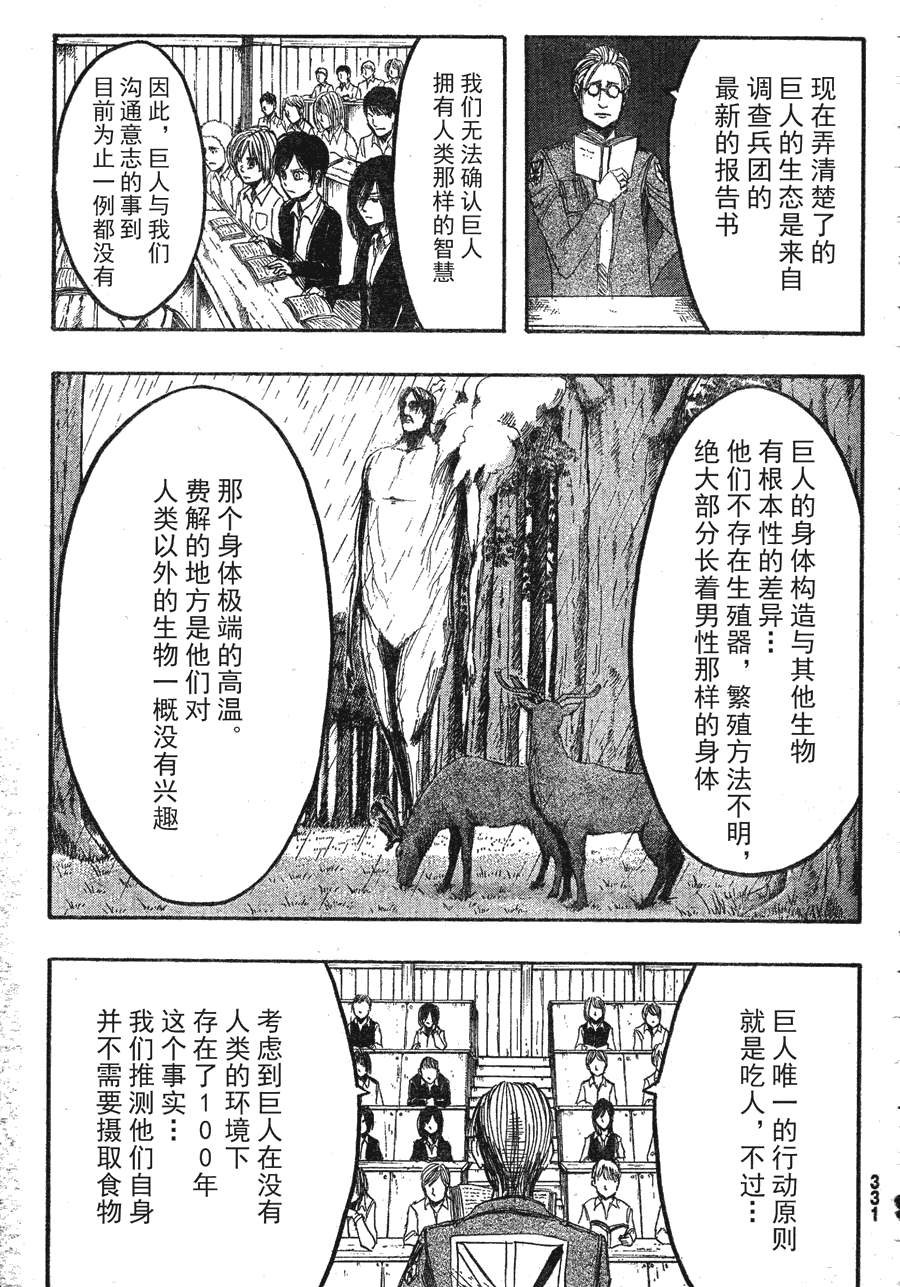 现在弄清楚了的
巨人的生态是来自
调查兵团的
最新的报告书
我们无法确认巨人
拥有人类那样的智慧
因此，巨人与我们
沟通意志的事到
目前为止一例都没有
巨人的身体构造与其他生物
有根本性的差异…
他们不存在生殖器，繁殖方法不明，
绝大部分长着男性那样的身体
那个身体极端的高温。
费解的地方是他们对
人类以外的生物一概没有兴趣
巨人唯一的行动原则
就是吃人，不过…
考虑到巨人在没有
人类的环境下
存在了100年
这个事实…
我们推测他们自身
并不需要摄取食物
331